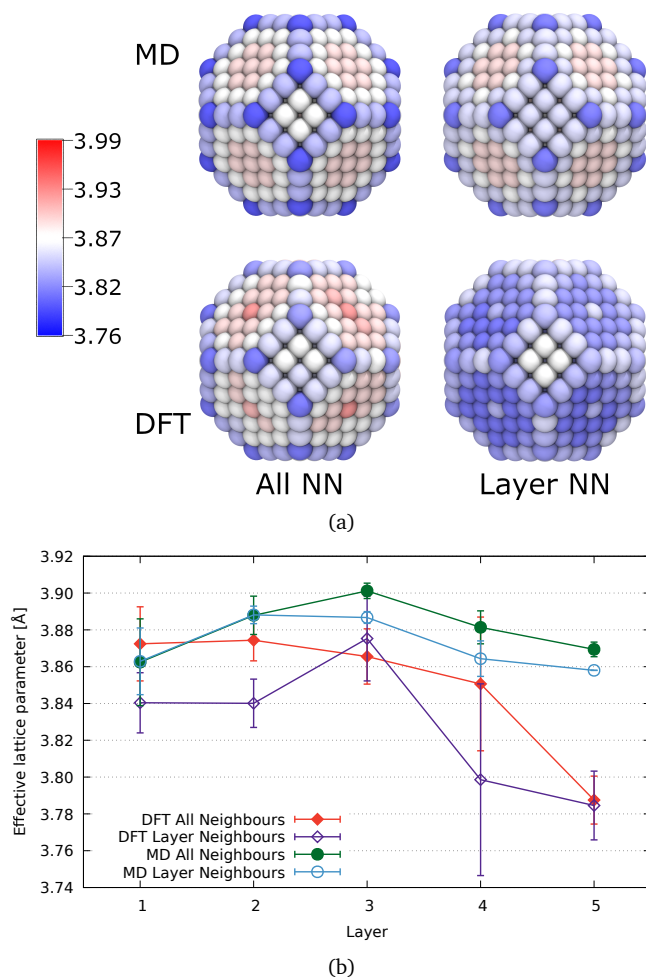 MD
3.99
3.93
3.87
3.82
3.76
DFT
All NN Layer NN
(a)
Effective lattice parameter [Å]
3.92
3.90
3.88
3.86
3.84
3.82
3.80
3.78
3.76
3.74
DFT All Neighbours
DFT Layer Neighbours
MD All Neighbours
MD Layer Neighbours
1 2 3 4 5
Layer
(b)